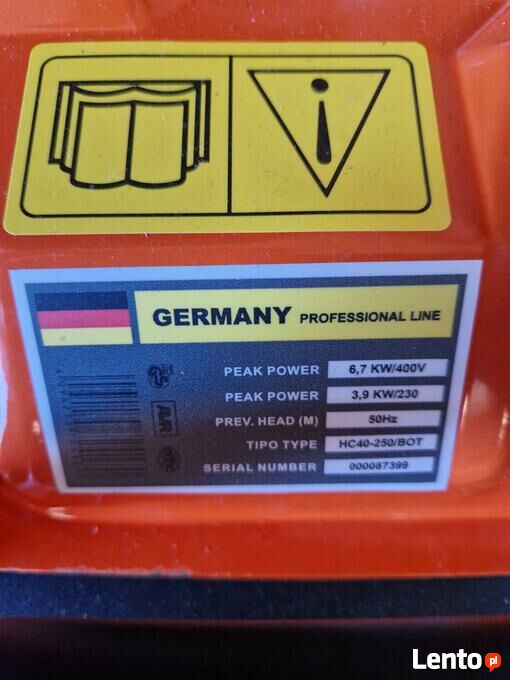 GERMANY PROFESSIONAL LINE
PEAK POWER 6,7 KW/400V
PEAK POWER 3,9 KW/230
PREV. HEAD (M) 50Hz
TIPO TYPE HC40-250/BOT
SERIAL NUMBER 000087399
AR
Lento pl